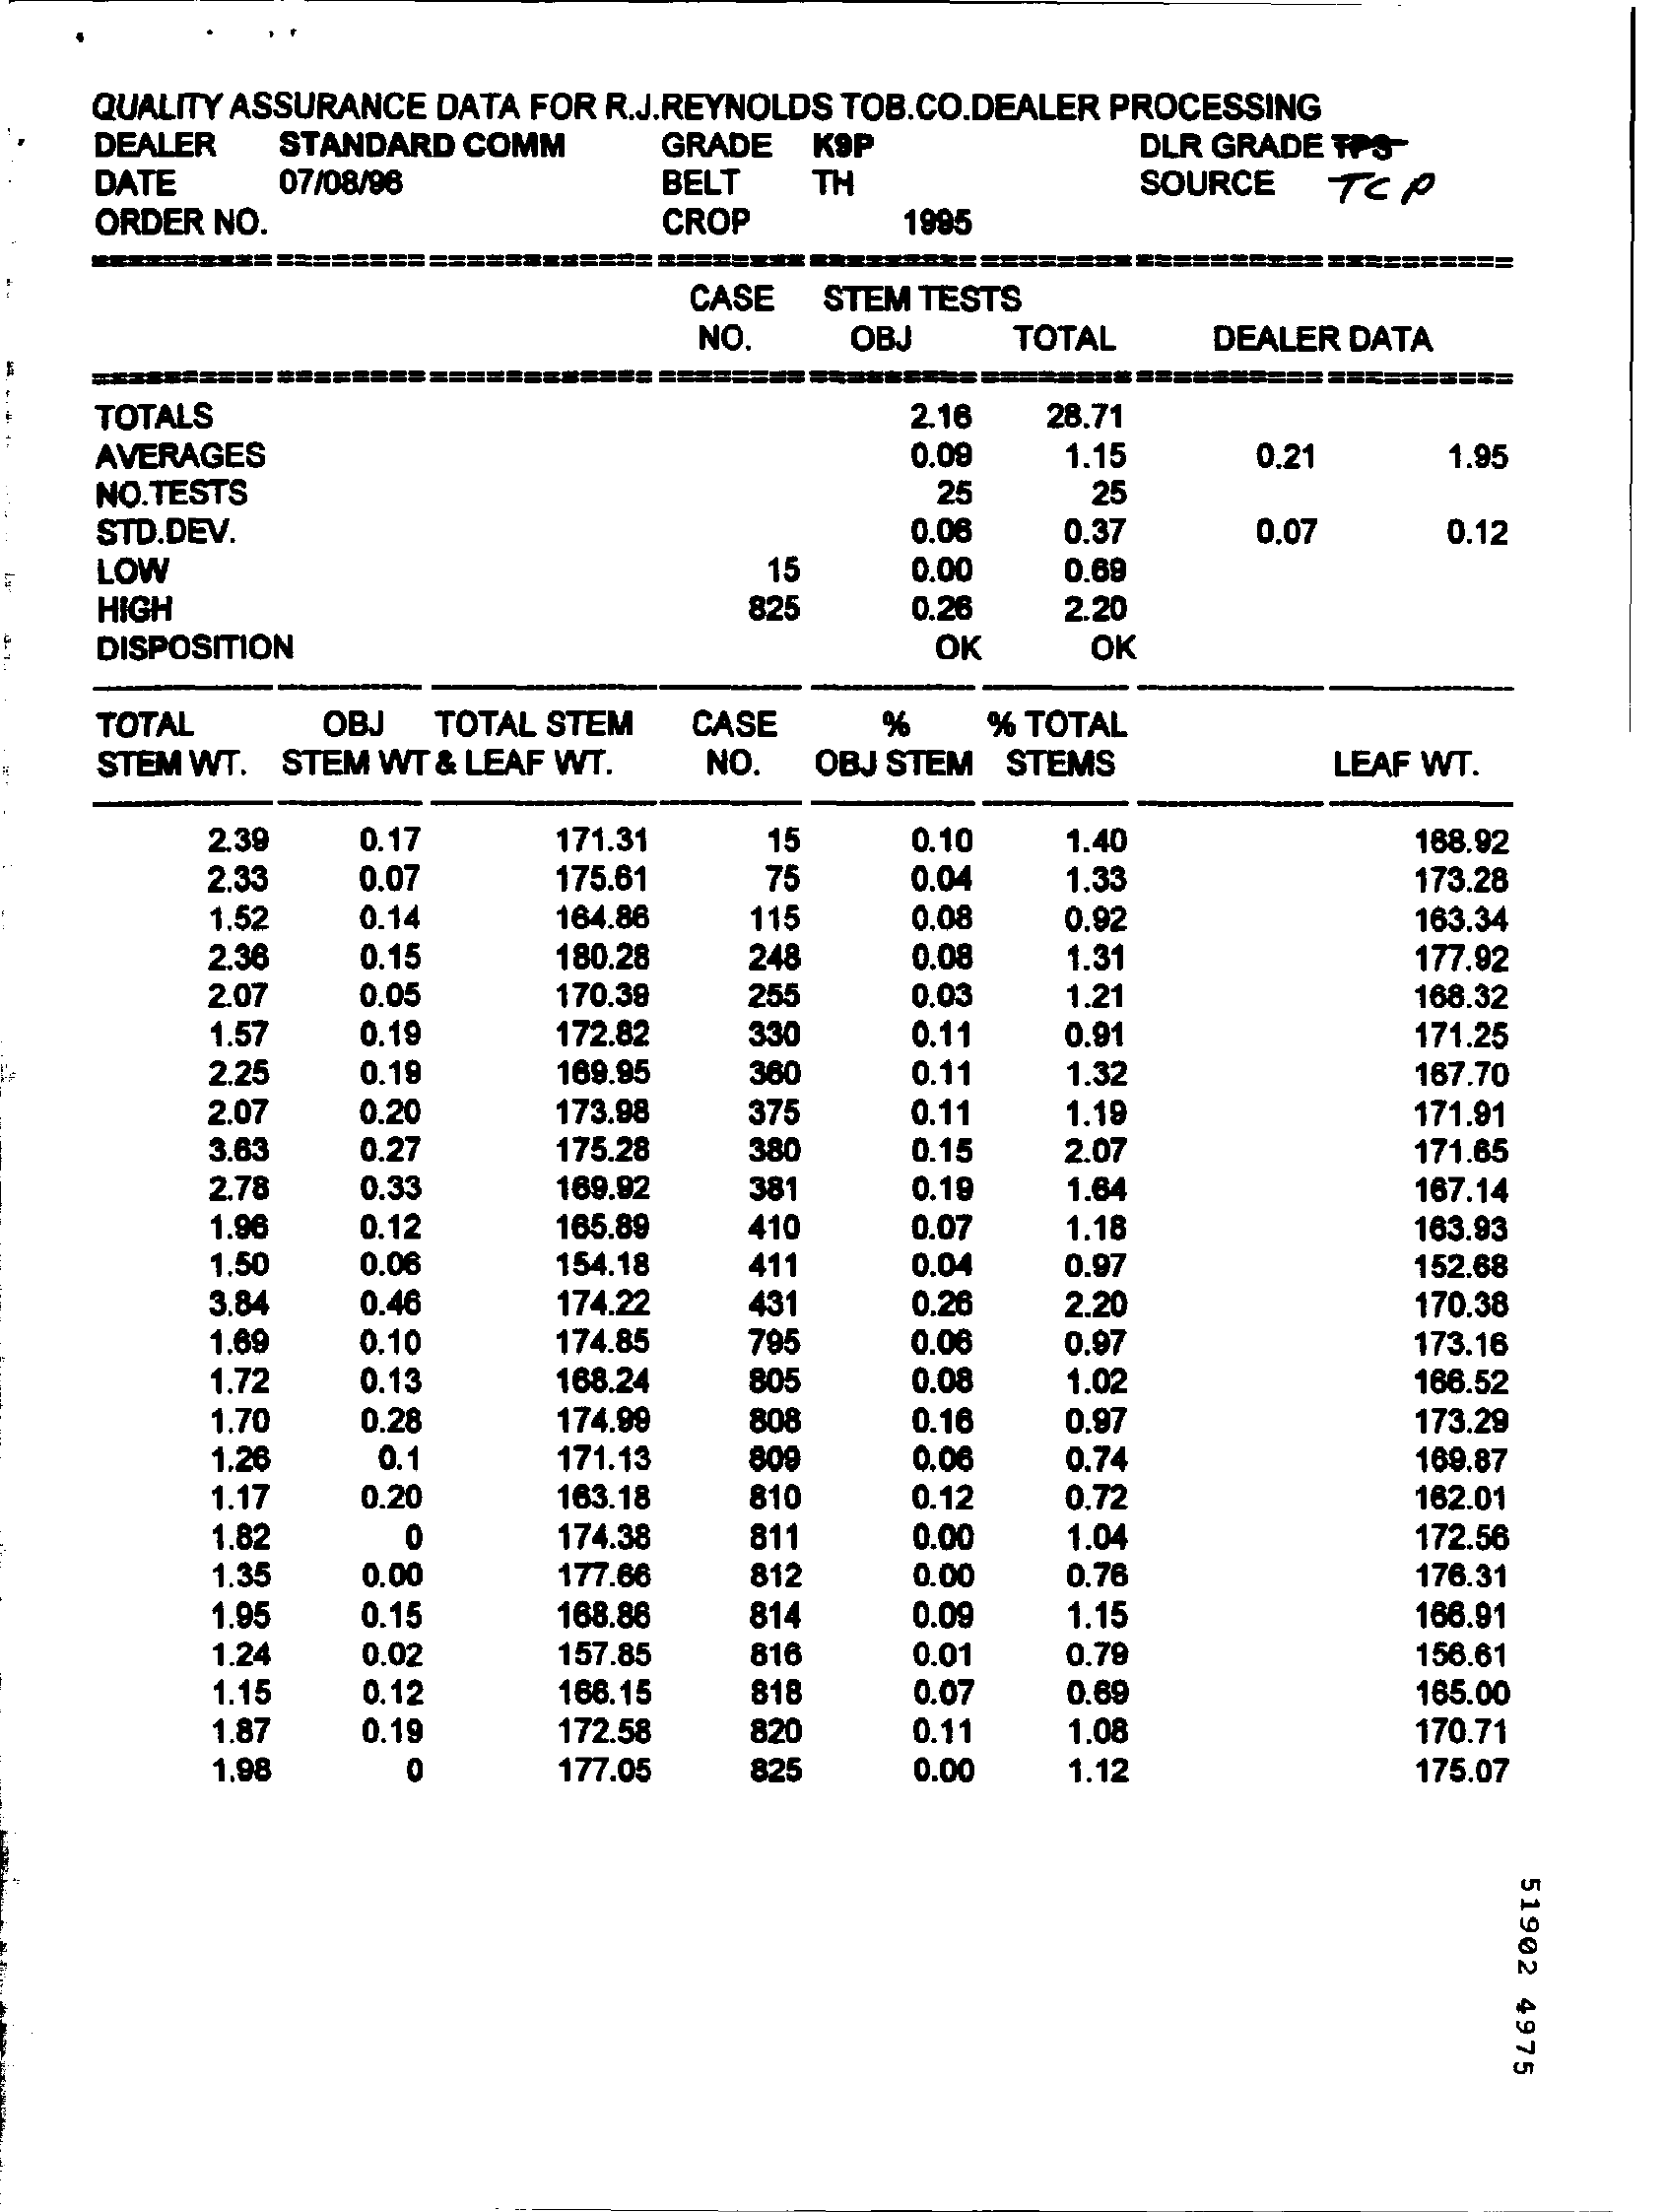 QUALITY ASSURANCE DATA FOR R.J.REYNOLDS TOB.CO.DEALER PROCESSING
DEALER STANDARD COMM GRADE K9P DLR GRADE TPS
DATE 07/08/96 BELT TH SOURCE TCP
ORDER NO. CROP 1995
CASE STEM TESTS
NO. OBJ TOTAL DEALER DATA
TOTALS 2.16 28.71
AVERAGES 0.09 1.15 0.21 1.95
NO.TESTS 25 25
STD.DEV. 0.06 0.37 0.07 0.12
LOW 15 0.00 0.69
HIGH 825 0.26 2.20
DISPOSITION OK OK
TOTAL OBJ TOTAL STEM CASE % % TOTAL
STEM WT. STEM WT & LEAF WT. NO. OBJ STEM STEMS LEAF WT.
2.39 0.17 171.31 15 0.10 1.40 168.92
2.33 0.07 175.61 75 0.04 1.33 173.28
1.52 0.14 164.86 115 0.08 0.92 163.34
2.36 0.15 180.28 248 0.08 1.31 177.92
2.07 0.05 170.39 255 0.03 1.21 168.32
1.57 0.19 172.82 330 0.11 0.91 171.25
2.25 0.19 169.95 360 0.11 1.32 167.70
2.07 0.20 173.98 375 0.11 1.19 171.91
3.63 0.27 175.28 380 0.15 2.07 171.65
2.78 0.33 169.92 381 0.19 1.64 167.14
1.96 0.12 165.89 410 0.07 1.18 163.93
1.50 0.06 154.18 411 0.04 0.97 152.68
3.84 0.46 174.22 431 0.26 2.20 170.38
1.69 0.10 174.85 795 0.06 0.97 173.16
1.72 0.13 168.24 805 0.08 1.02 166.52
1.70 0.28 174.99 808 0.16 0.97 173.29
1.26 0.1 171.13 809 0.06 0.74 169.87
1.17 0.20 163.18 810 0.12 0.72 162.01
1.82 0 174.38 811 0.00 1.04 172.56
1.35 0.00 177.66 812 0.00 0.76 176.31
1.95 0.15 168.86 814 0.09 1.15 166.91
1.24 0.02 157.85 816 0.01 0.79 156.61
1.15 0.12 166.15 818 0.07 0.69 165.00
1.87 0.19 172.58 820 0.11 1.08 170.71
1.98 0 177.05 825 0.00 1.12 175.07
51902 4975